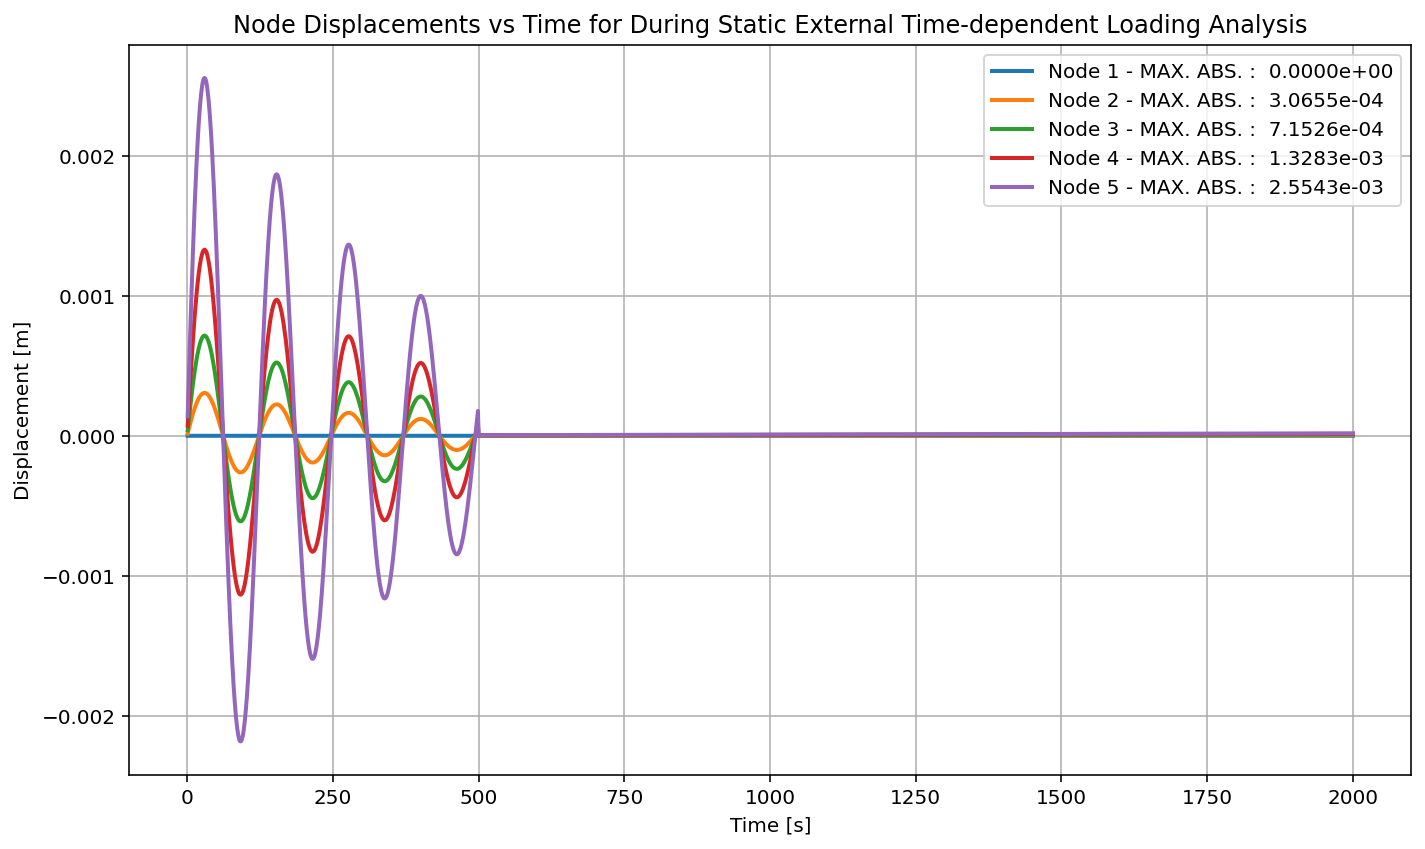 Node Displacements vs Time for During Static External Time-dependent Loading Analysis
Node 1 - MAX. ABS. :  0.0000e+00
Node 2 - MAX. ABS. :  3.0655e-04
Node 3 - MAX. ABS. :  7.1526e-04
Node 4 - MAX. ABS. :  1.3283e-03
Node 5 - MAX. ABS. :  2.5543e-03
Displacement [m]
0.002
0.001
0.000
−0.001
−0.002
0 250 500 750 1000 1250 1500 1750 2000
Time [s]